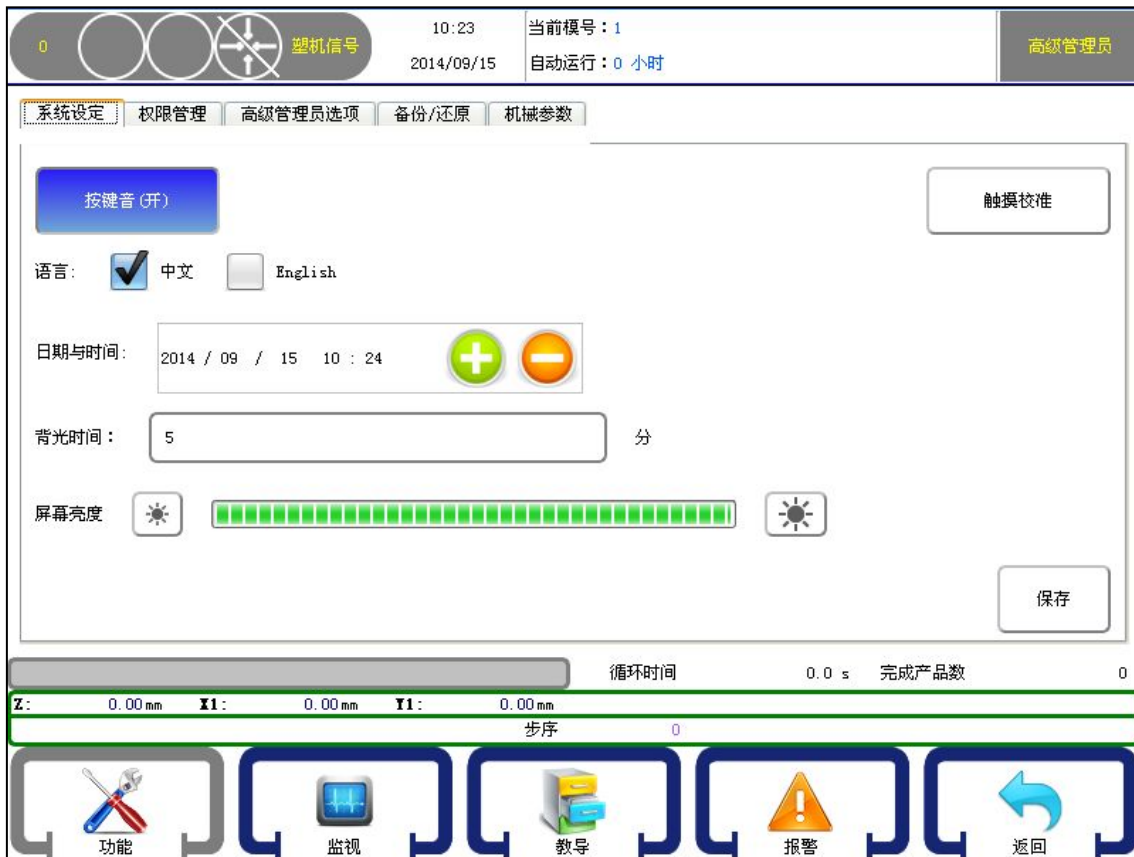 0 塑机信号
10:23
2014/09/15
当前模号：1
自动运行：0 小时
高级管理员
系统设定 权限管理 高级管理员选项 备份/还原 机械参数
按键音(开)
触摸校准
语言: 中文 English
日期与时间: 2014 / 09 / 15 10 : 24
背光时间： 5 分
屏幕亮度
保存
循环时间 0.0 s 完成产品数 0
Z: 0.00mm X1: 0.00mm Y1: 0.00mm
步序 0
功能 监视 教导 报警 返回